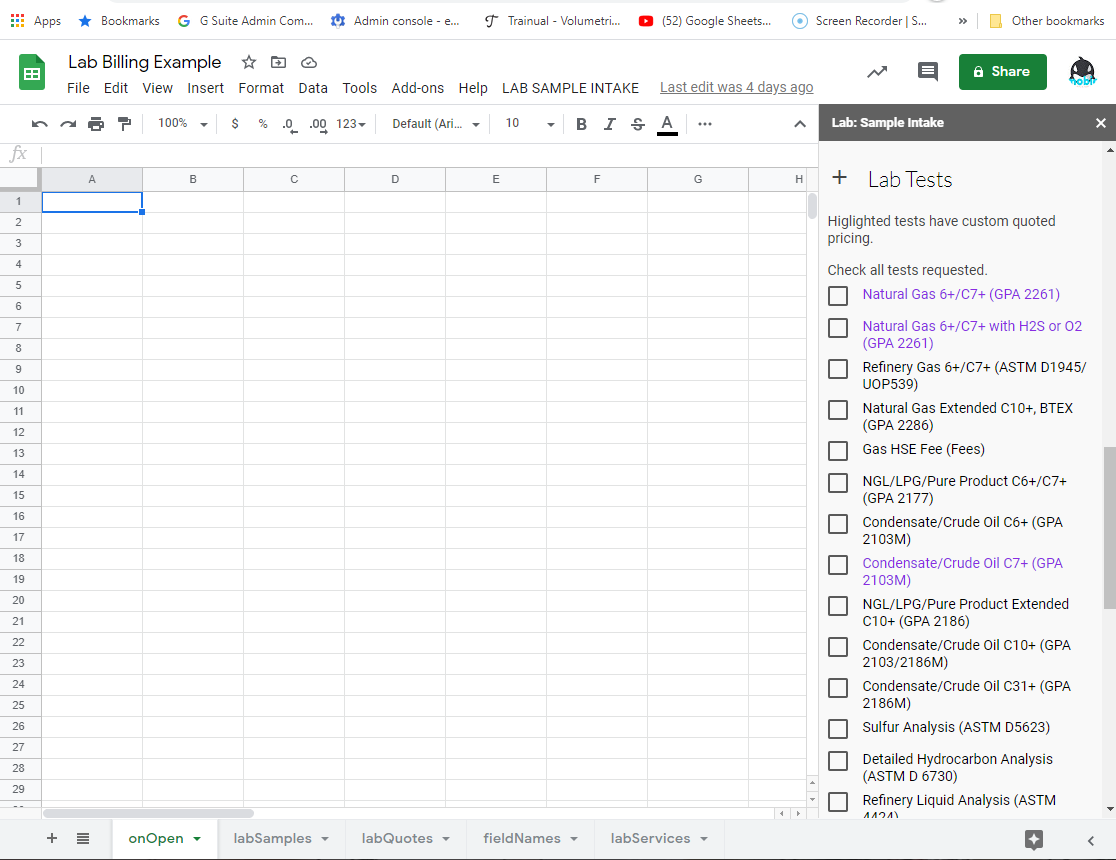 Apps Bookmarks G Suite Admin Com... Admin console - e... Trainual - Volumetri... (52) Google Sheets... Screen Recorder | S... » Other bookmarks
Lab Billing Example
File Edit View Insert Format Data Tools Add-ons Help LAB SAMPLE INTAKE Last edit was 4 days ago
Share
nobl
100% $ % .0 .00 123 Default (Ari... 10 B I S A
Lab: Sample Intake
fx
A B C D E F G H
1
2
3
4
5
6
7
8
9
10
11
12
13
14
15
16
17
18
19
20
21
22
23
24
25
26
27
28
29
+ Lab Tests
Higlighted tests have custom quoted
pricing.
Check all tests requested.
Natural Gas 6+/C7+ (GPA 2261)
Natural Gas 6+/C7+ with H2S or O2
(GPA 2261)
Refinery Gas 6+/C7+ (ASTM D1945/
UOP539)
Natural Gas Extended C10+, BTEX
(GPA 2286)
Gas HSE Fee (Fees)
NGL/LPG/Pure Product C6+/C7+
(GPA 2177)
Condensate/Crude Oil C6+ (GPA
2103M)
Condensate/Crude Oil C7+ (GPA
2103M)
NGL/LPG/Pure Product Extended
C10+ (GPA 2186)
Condensate/Crude Oil C10+ (GPA
2103/2186M)
Condensate/Crude Oil C31+ (GPA
2186M)
Sulfur Analysis (ASTM D5623)
Detailed Hydrocarbon Analysis
(ASTM D 6730)
Refinery Liquid Analysis (ASTM
4424)
onOpen labSamples labQuotes fieldNames labServices